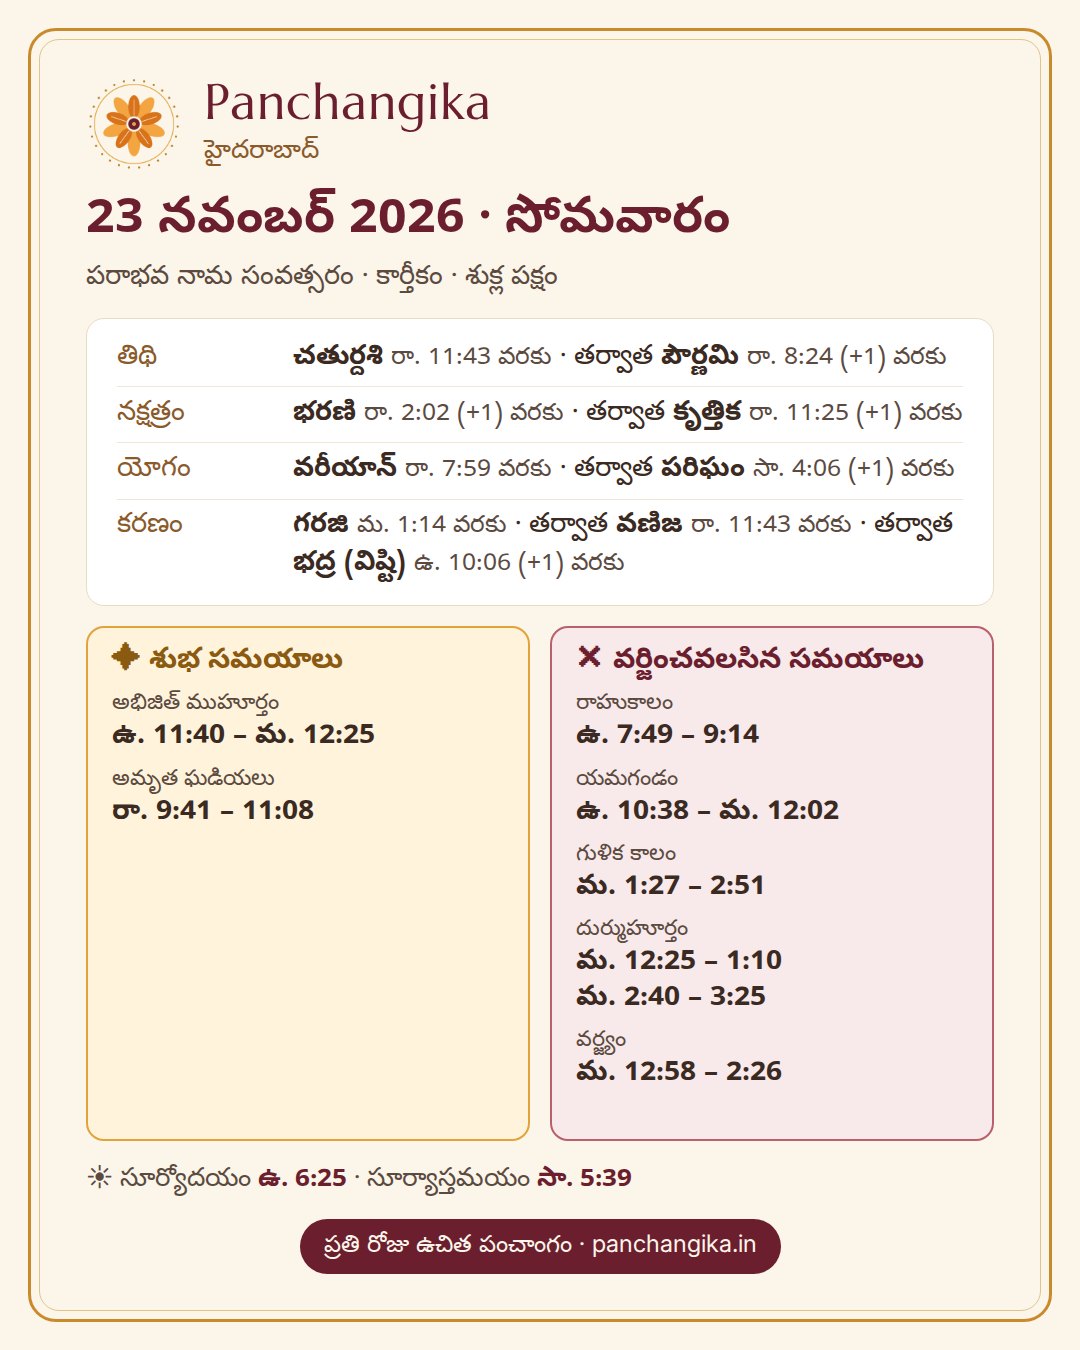 Panchangika
హైదరాబాద్
23 నవంబర్ 2026 · సోమవారం
పరాభవ నామ సంవత్సరం · కార్తీకం · శుక్ల పక్షం
తిథి చతుర్దశి రా. 11:43 వరకు · తర్వాత పౌర్ణమి రా. 8:24 (+1) వరకు
నక్షత్రం భరణి రా. 2:02 (+1) వరకు · తర్వాత కృత్తిక రా. 11:25 (+1) వరకు
యోగం వరీయాన్ రా. 7:59 వరకు · తర్వాత పరిఘం సా. 4:06 (+1) వరకు
కరణం గరజి మ. 1:14 వరకు · తర్వాత వణిజ రా. 11:43 వరకు · తర్వాత
భద్ర (విష్టి) ఉ. 10:06 (+1) వరకు
శుభ సమయాలు
అభిజిత్ ముహూర్తం
ఉ. 11:40 – మ. 12:25
అమృత ఘడియలు
రా. 9:41 – 11:08
వర్జించవలసిన సమయాలు
రాహుకాలం
ఉ. 7:49 – 9:14
యమగండం
ఉ. 10:38 – మ. 12:02
గుళిక కాలం
మ. 1:27 – 2:51
దుర్ముహూర్తం
మ. 12:25 – 1:10
మ. 2:40 – 3:25
వర్జ్యం
మ. 12:58 – 2:26
☀ సూర్యోదయం ఉ. 6:25 · సూర్యాస్తమయం సా. 5:39
ప్రతి రోజు ఉచిత పంచాంగం · panchangika.in